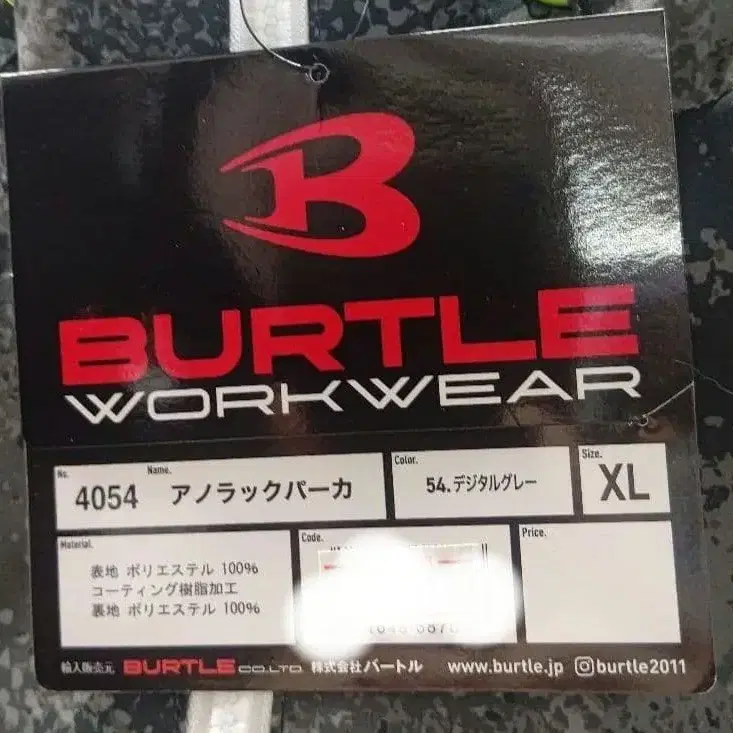 BURTLE
WORKWEAR
No. 4054 Name. アノラックパーカ
Color. 54.デジタルグレー
Size. XL
Material.
表地 ポリエステル 100%
コーティング樹脂加工
裏地 ポリエステル 100%
Code.
Price.
輸入販売元 BURTLE CO.LTD. 株式会社バートル www.burtle.jp burtle2011